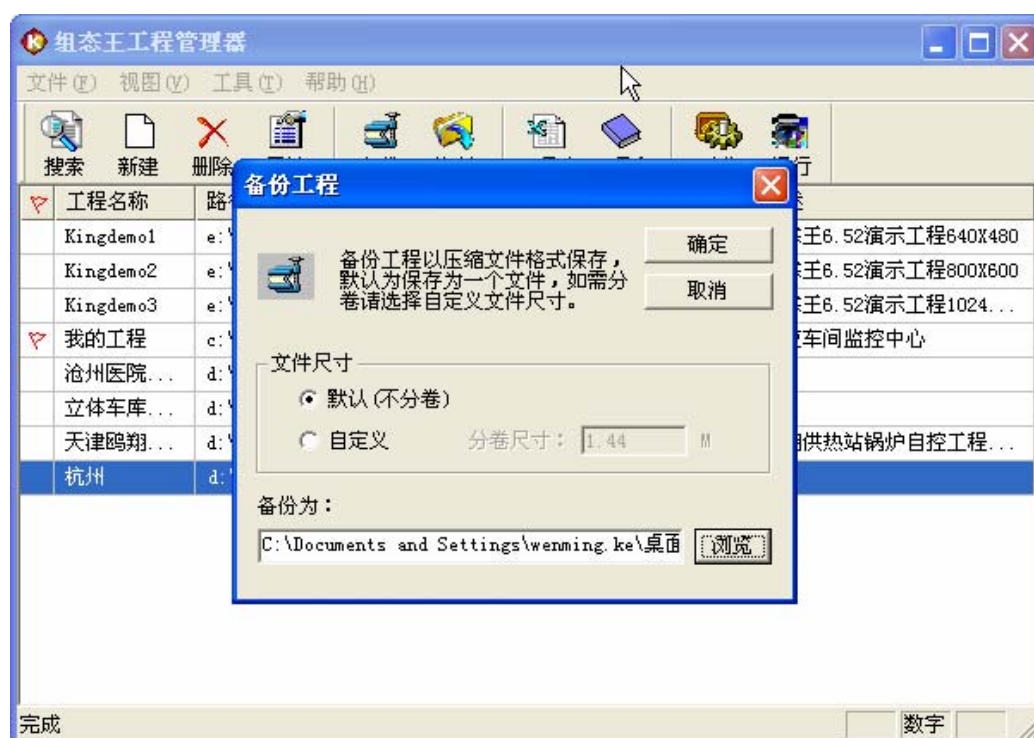 组态王工程管理器
文件(F) 视图(V) 工具(T) 帮助(H)
搜索 新建 删除
备份工程
工程名称
Kingdemo1 e:\ 王6.52演示工程640X480
Kingdemo2 e:\ 王6.52演示工程800X600
Kingdemo3 e:\ 王6.52演示工程1024...
我的工程 c:\ 车间监控中心
沧州医院... d:\
立体车库... d:\
天津鸥翔... d:\ 供热站锅炉自控工程...
杭州 d:\
备份工程以压缩文件格式保存，
默认为保存为一个文件，如需分
卷请选择自定义文件尺寸。
确定
取消
文件尺寸
默认(不分卷)
自定义 分卷尺寸： 1.44 M
备份为：
C:\Documents and Settings\wenming.ke\桌面 浏览
完成 数字